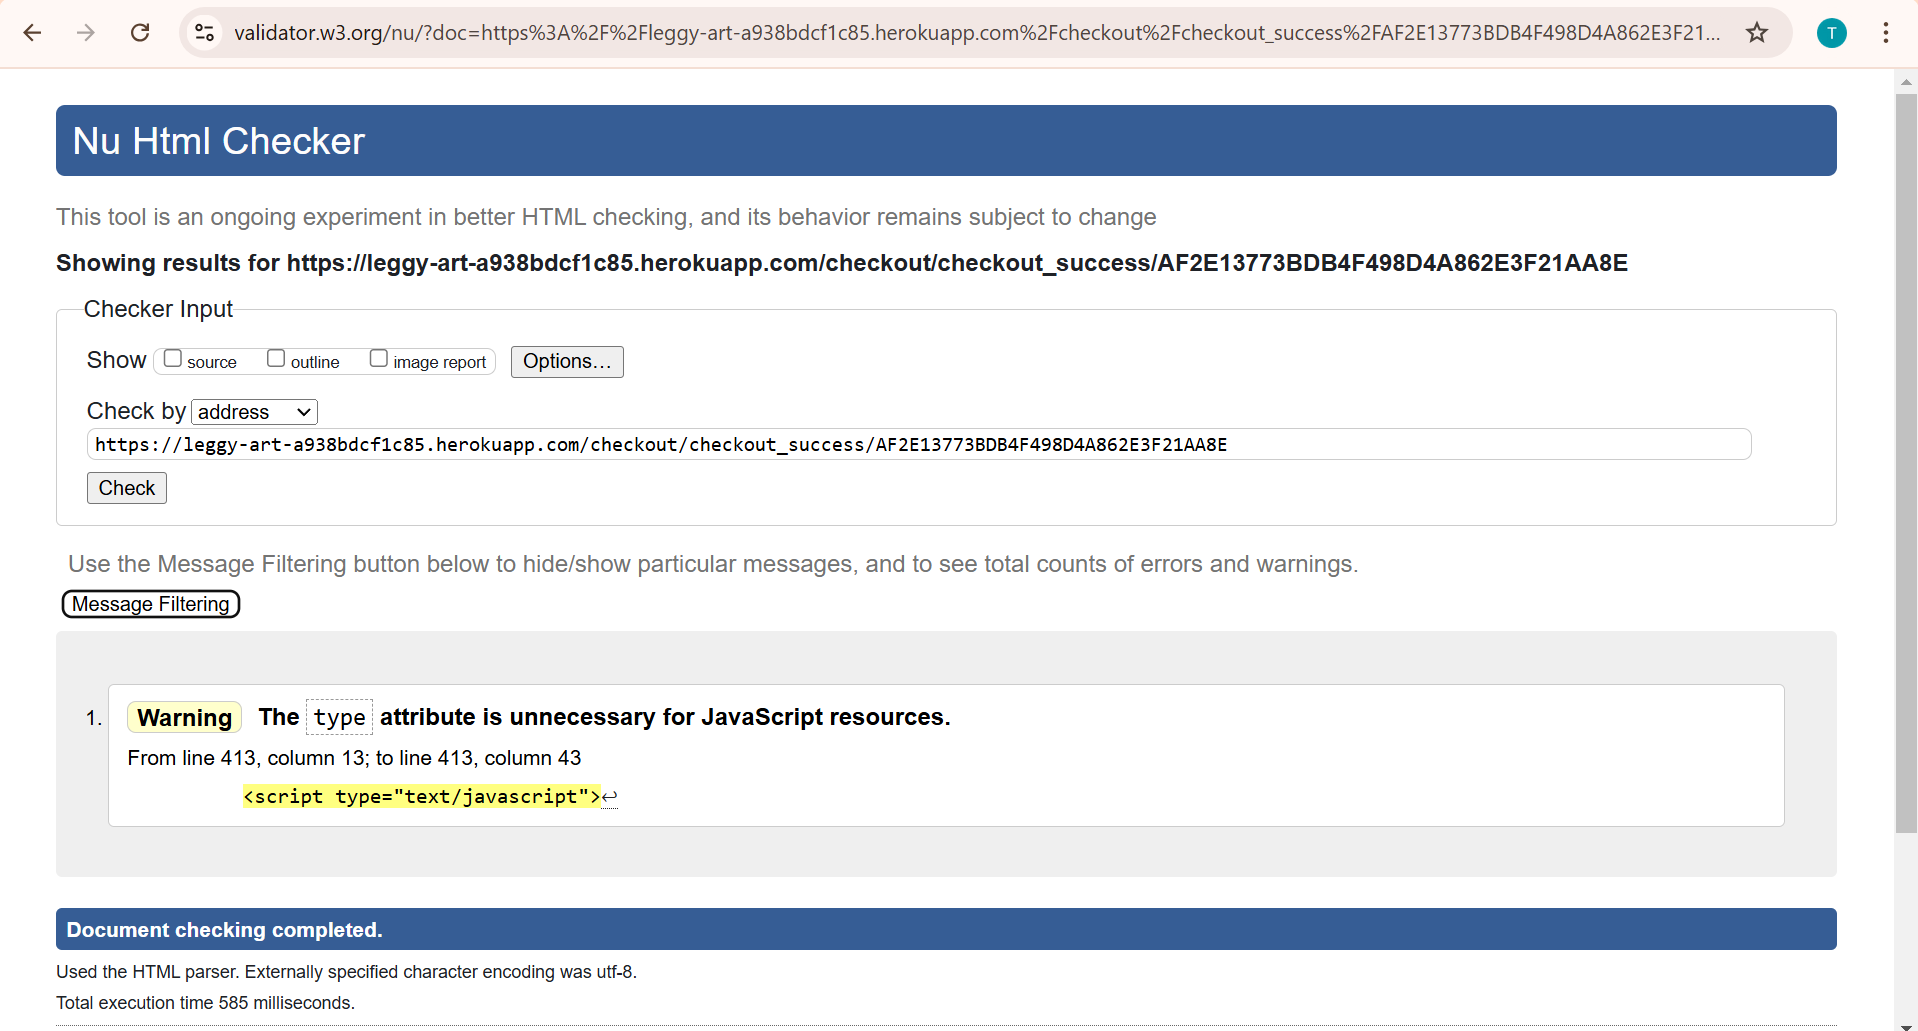 validator.w3.org/nu/?doc=https%3A%2F%2Fleggy-art-a938bdcf1c85.herokuapp.com%2Fcheckout%2Fcheckout_success%2FAF2E13773BDB4F498D4A862E3F21...
T
Nu Html Checker
This tool is an ongoing experiment in better HTML checking, and its behavior remains subject to change
Showing results for https://leggy-art-a938bdcf1c85.herokuapp.com/checkout/checkout_success/AF2E13773BDB4F498D4A862E3F21AA8E
Checker Input
Show source outline image report Options...
Check by address
https://leggy-art-a938bdcf1c85.herokuapp.com/checkout/checkout_success/AF2E13773BDB4F498D4A862E3F21AA8E
Check
Use the Message Filtering button below to hide/show particular messages, and to see total counts of errors and warnings.
Message Filtering
1. Warning The type attribute is unnecessary for JavaScript resources.
From line 413, column 13; to line 413, column 43
<script type="text/javascript">↩
Document checking completed.
Used the HTML parser. Externally specified character encoding was utf-8.
Total execution time 585 milliseconds.